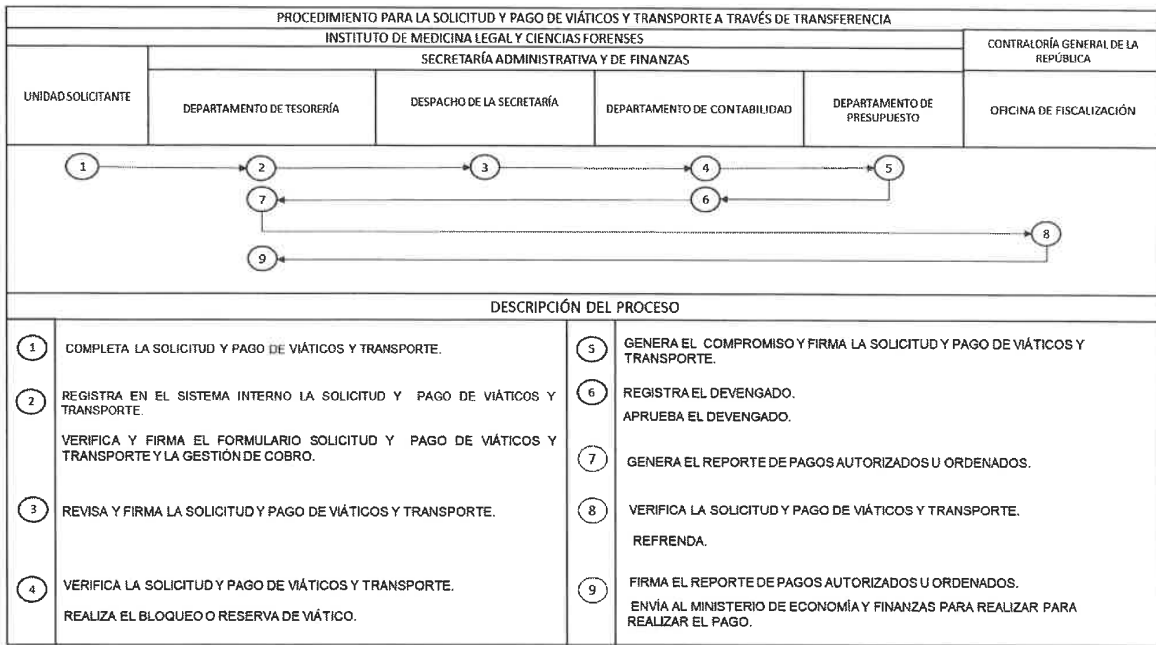 PROCEDIMIENTO PARA LA SOLICITUD Y PAGO DE VIÁTICOS Y TRANSPORTE A TRAVÉS DE TRANSFERENCIA
INSTITUTO DE MEDICINA LEGAL Y CIENCIAS FORENSES
CONTRALORÍA GENERAL DE LA
REPÚBLICA
SECRETARÍA ADMINISTRATIVA Y DE FINANZAS
UNIDAD SOLICITANTE
DEPARTAMENTO DE TESORERÍA
DESPACHO DE LA SECRETARÍA
DEPARTAMENTO DE CONTABILIDAD
DEPARTAMENTO DE
PRESUPUESTO
OFICINA DE FISCALIZACIÓN
1
2
3
4
5
7
6
8
9
DESCRIPCIÓN DEL PROCESO
1 COMPLETA LA SOLICITUD Y PAGO DE VIÁTICOS Y TRANSPORTE.
2 REGISTRA EN EL SISTEMA INTERNO LA SOLICITUD Y PAGO DE VIÁTICOS Y
TRANSPORTE.
VERIFICA Y FIRMA EL FORMULARIO SOLICITUD Y PAGO DE VIÁTICOS Y
TRANSPORTE Y LA GESTIÓN DE COBRO.
3 REVISA Y FIRMA LA SOLICITUD Y PAGO DE VIÁTICOS Y TRANSPORTE.
4 VERIFICA LA SOLICITUD Y PAGO DE VIÁTICOS Y TRANSPORTE.
REALIZA EL BLOQUEO O RESERVA DE VIÁTICO.
5 GENERA EL COMPROMISO Y FIRMA LA SOLICITUD Y PAGO DE VIÁTICOS Y
TRANSPORTE.
6 REGISTRA EL DEVENGADO.
APRUEBA EL DEVENGADO.
7 GENERA EL REPORTE DE PAGOS AUTORIZADOS U ORDENADOS.
8 VERIFICA LA SOLICITUD Y PAGO DE VIÁTICOS Y TRANSPORTE.
REFRENDA.
9 FIRMA EL REPORTE DE PAGOS AUTORIZADOS U ORDENADOS.
ENVÍA AL MINISTERIO DE ECONOMÍA Y FINANZAS PARA REALIZAR PARA
REALIZAR EL PAGO.